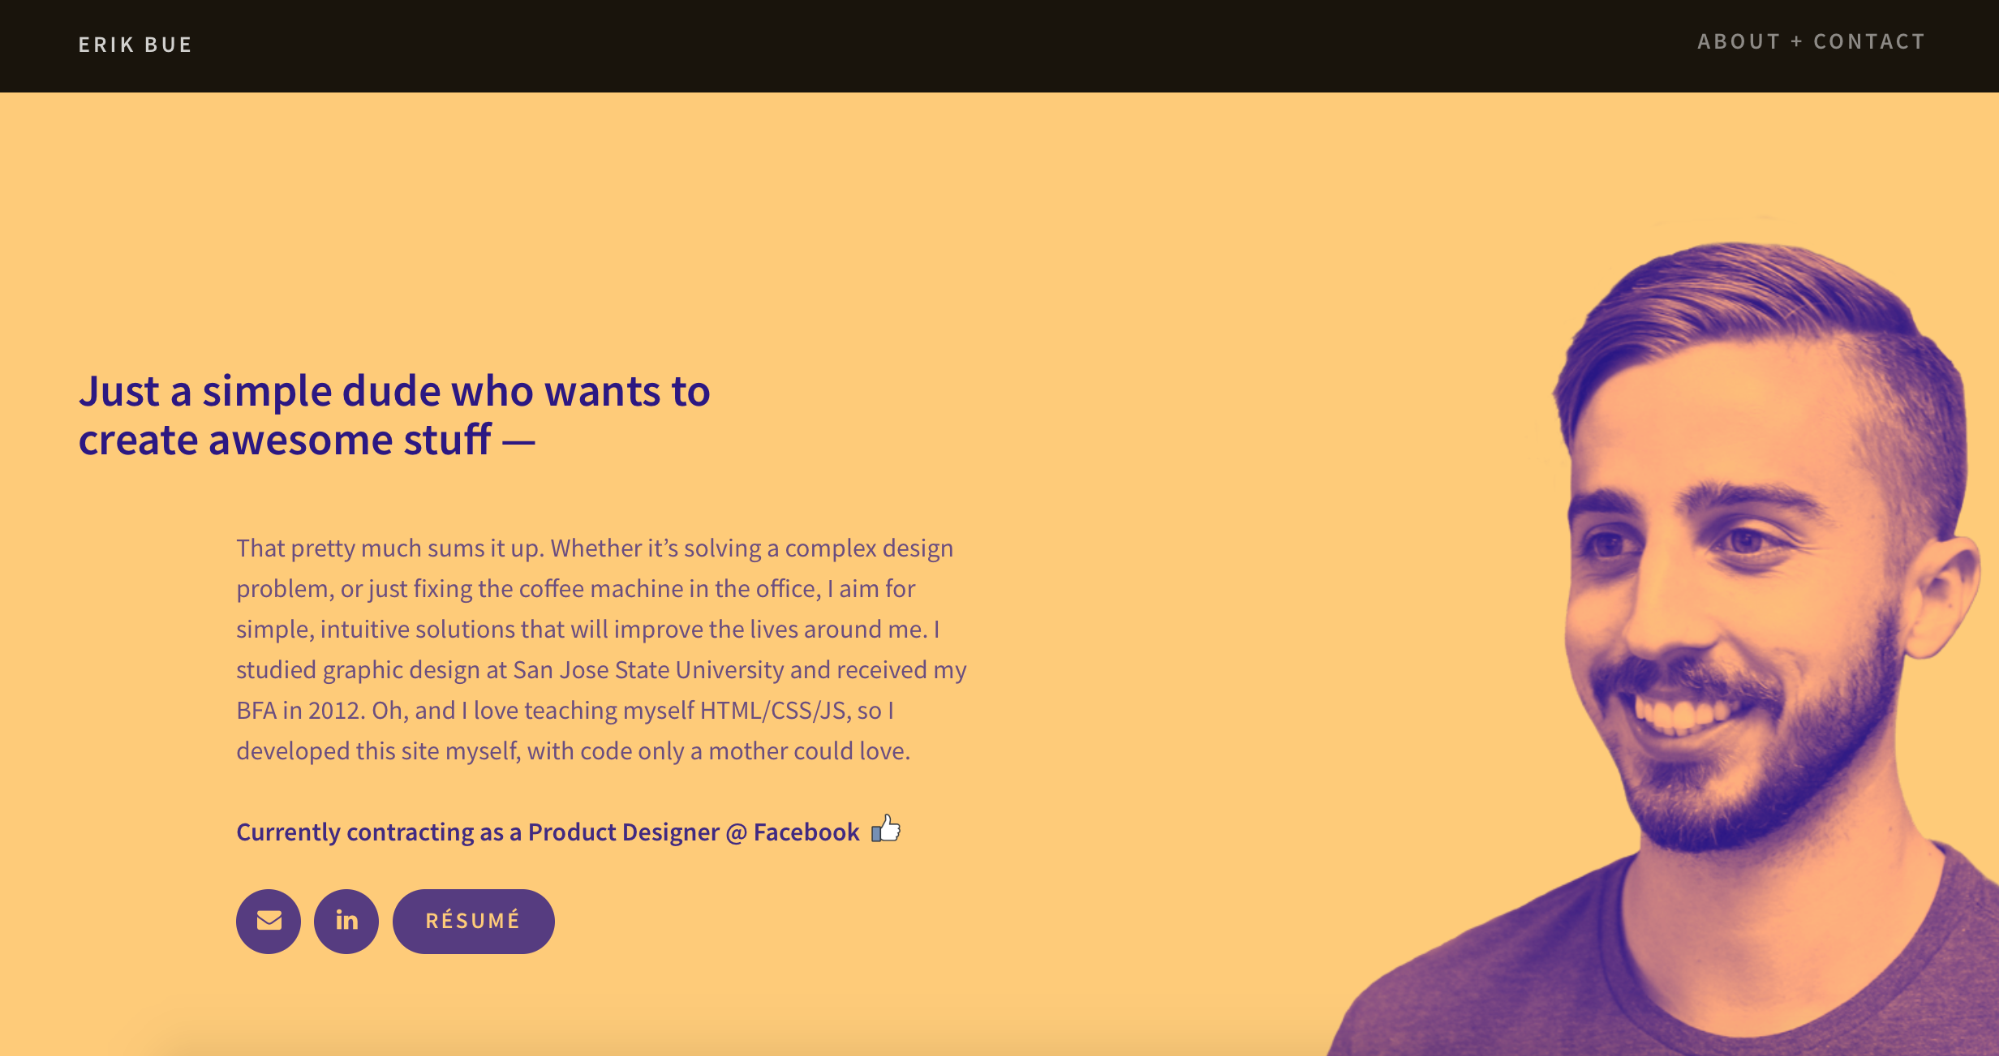 ERIK BUE
ABOUT + CONTACT
Just a simple dude who wants to
create awesome stuff —
That pretty much sums it up. Whether it’s solving a complex design
problem, or just fixing the coffee machine in the office, I aim for
simple, intuitive solutions that will improve the lives around me. I
studied graphic design at San Jose State University and received my
BFA in 2012. Oh, and I love teaching myself HTML/CSS/JS, so I
developed this site myself, with code only a mother could love.
Currently contracting as a Product Designer @ Facebook
in
RÉSUMÉ